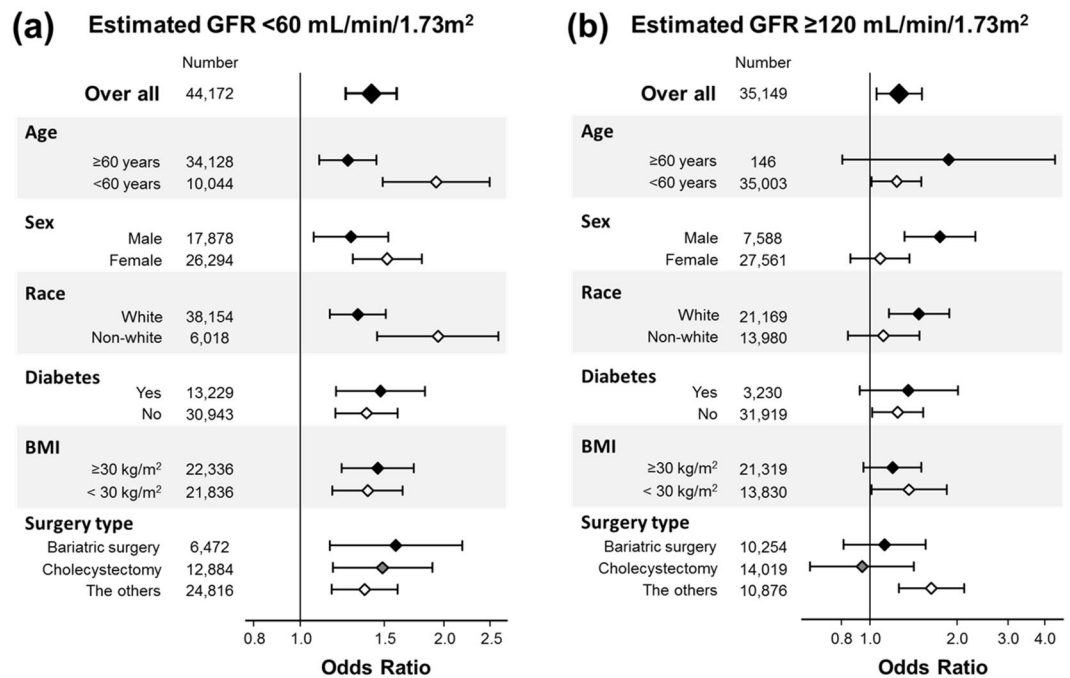 (a) Estimated GFR <60 mL/min/1.73m²
Number
Over all 44,172
Age
≥60 years 34,128
<60 years 10,044
Sex
Male 17,878
Female 26,294
Race
White 38,154
Non-white 6,018
Diabetes
Yes 13,229
No 30,943
BMI
≥30 kg/m² 22,336
< 30 kg/m² 21,836
Surgery type
Bariatric surgery 6,472
Cholecystectomy 12,884
The others 24,816
0.8 1.0 1.5 2.0 2.5
Odds Ratio
(b) Estimated GFR ≥120 mL/min/1.73m²
Number
Over all 35,149
Age
≥60 years 146
<60 years 35,003
Sex
Male 7,588
Female 27,561
Race
White 21,169
Non-white 13,980
Diabetes
Yes 3,230
No 31,919
BMI
≥30 kg/m² 21,319
< 30 kg/m² 13,830
Surgery type
Bariatric surgery 10,254
Cholecystectomy 14,019
The others 10,876
0.8 1.0 2.0 3.0 4.0
Odds Ratio